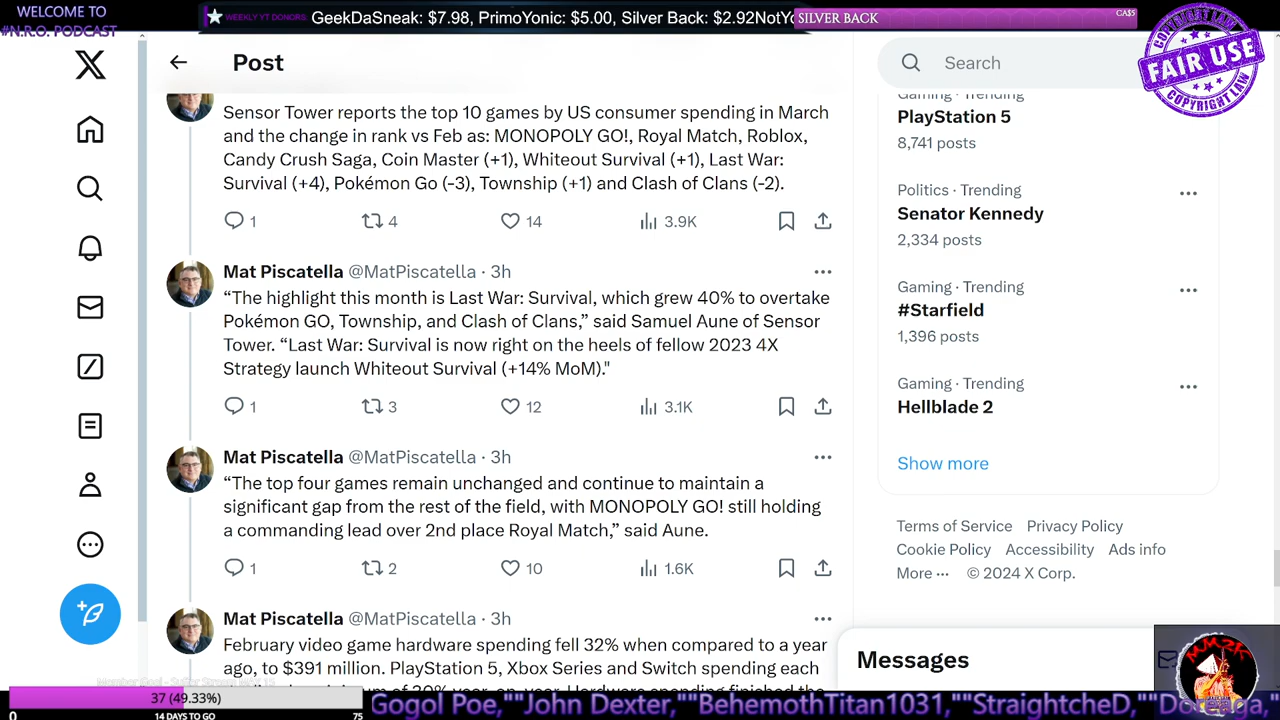 WELCOME TO
#N.R.O. PODCAST
WEEKLY YT DONORS: GeekDaSneak: $7.98, PrimoYonic: $5.00, Silver Back: $2.92NotYo
SILVER BACK
CA$5
COPYRIGHT LAW
FAIR USE
COPYRIGHT LAW
Post
Search
Sensor Tower reports the top 10 games by US consumer spending in March
and the change in rank vs Feb as: MONOPOLY GO!, Royal Match, Roblox,
Candy Crush Saga, Coin Master (+1), Whiteout Survival (+1), Last War:
Survival (+4), Pokémon Go (-3), Township (+1) and Clash of Clans (-2).
1 4 14 3.9K
Mat Piscatella @MatPiscatella · 3h
“The highlight this month is Last War: Survival, which grew 40% to overtake
Pokémon GO, Township, and Clash of Clans,” said Samuel Aune of Sensor
Tower. “Last War: Survival is now right on the heels of fellow 2023 4X
Strategy launch Whiteout Survival (+14% MoM)."
1 3 12 3.1K
Mat Piscatella @MatPiscatella · 3h
“The top four games remain unchanged and continue to maintain a
significant gap from the rest of the field, with MONOPOLY GO! still holding
a commanding lead over 2nd place Royal Match,” said Aune.
1 2 10 1.6K
Mat Piscatella @MatPiscatella · 3h
February video game hardware spending fell 32% when compared to a year
ago, to $391 million. PlayStation 5, Xbox Series and Switch spending each
Gaming · Trending
PlayStation 5
8,741 posts
Politics · Trending
Senator Kennedy
2,334 posts
Gaming · Trending
#Starfield
1,396 posts
Gaming · Trending
Hellblade 2
Show more
Terms of Service Privacy Policy
Cookie Policy Accessibility Ads info
More ··· © 2024 X Corp.
Messages
37 (49.33%)
0 14 DAYS TO GO 75
Gogol Poe,""John Dexter,""BehemothTitan1031,""StraightcheD,"